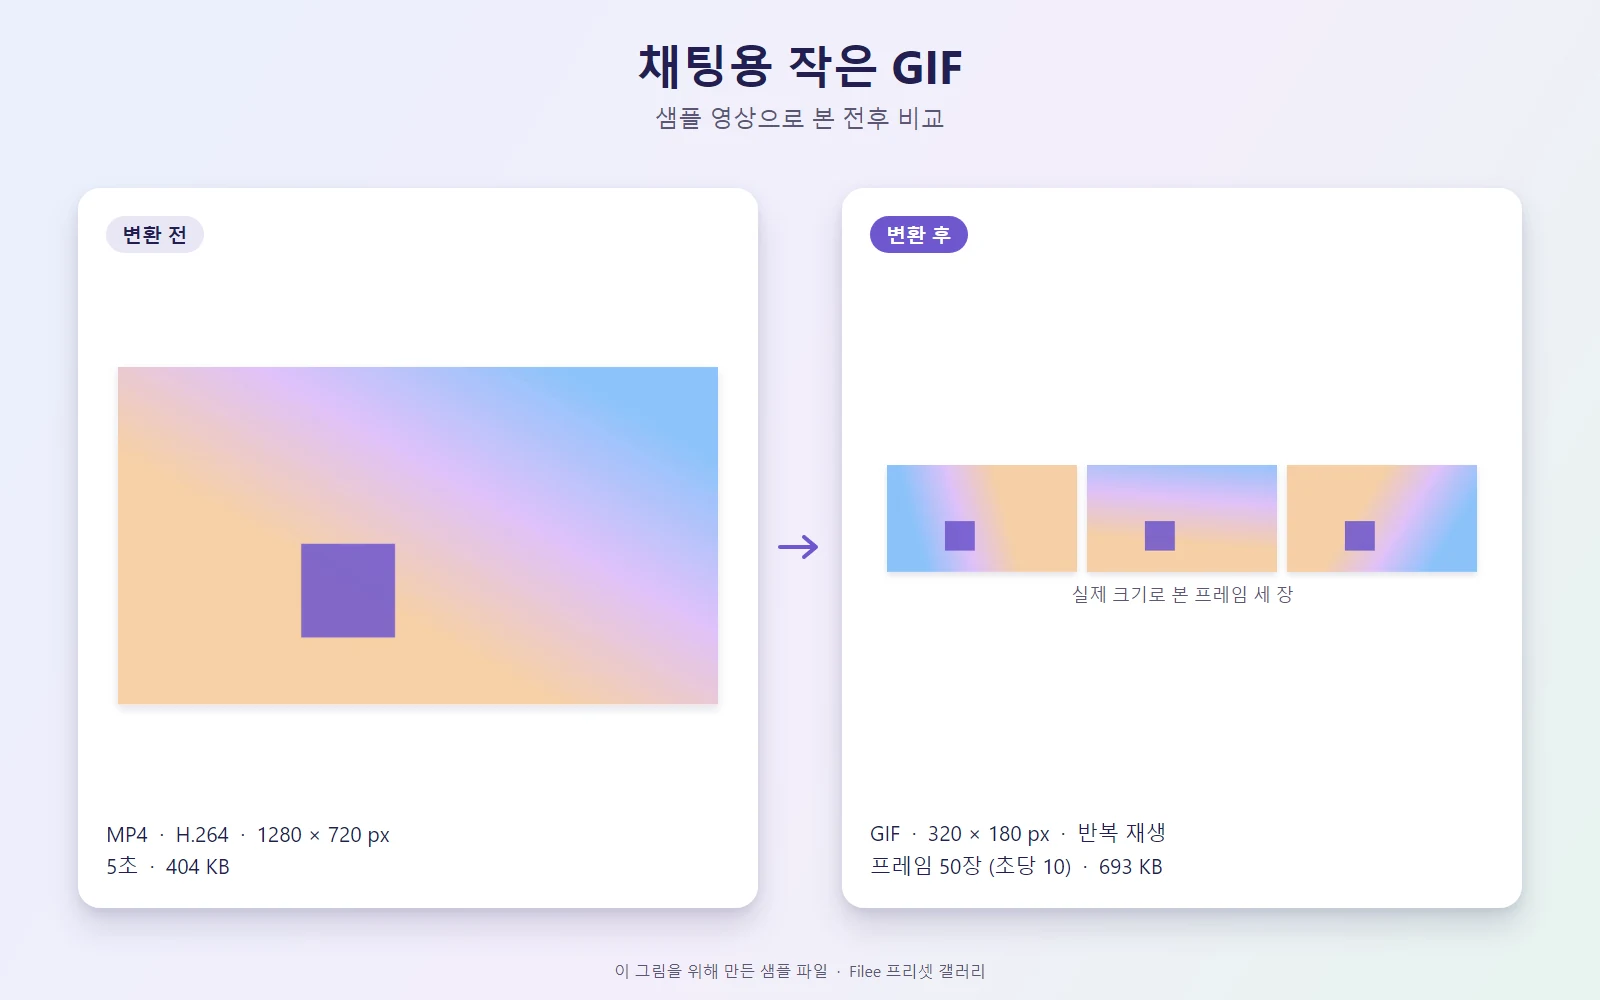 채팅용 작은 GIF
샘플 영상으로 본 전후 비교
변환 전
MP4 · H.264 · 1280 × 720 px
5초 · 404 KB
변환 후
실제 크기로 본 프레임 세 장
GIF · 320 × 180 px · 반복 재생
프레임 50장 (초당 10) · 693 KB
이 그림을 위해 만든 샘플 파일 · Filee 프리셋 갤러리